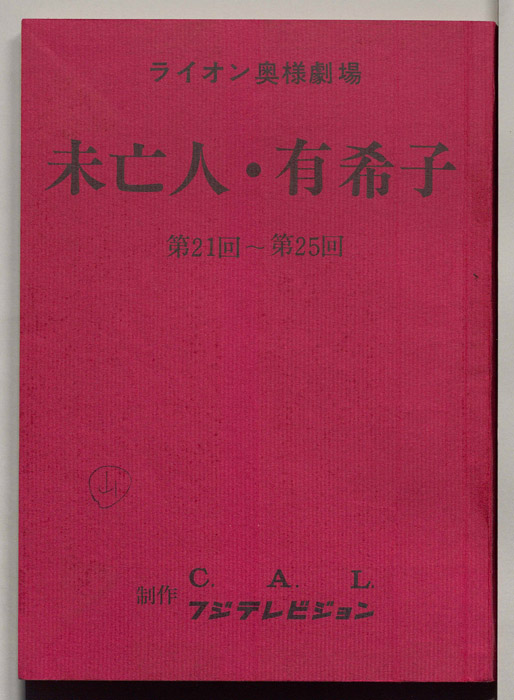 ライオン奥様劇場
未亡人・有希子
第21回～第25回
制作 C. A. L.
フジテレビジョン